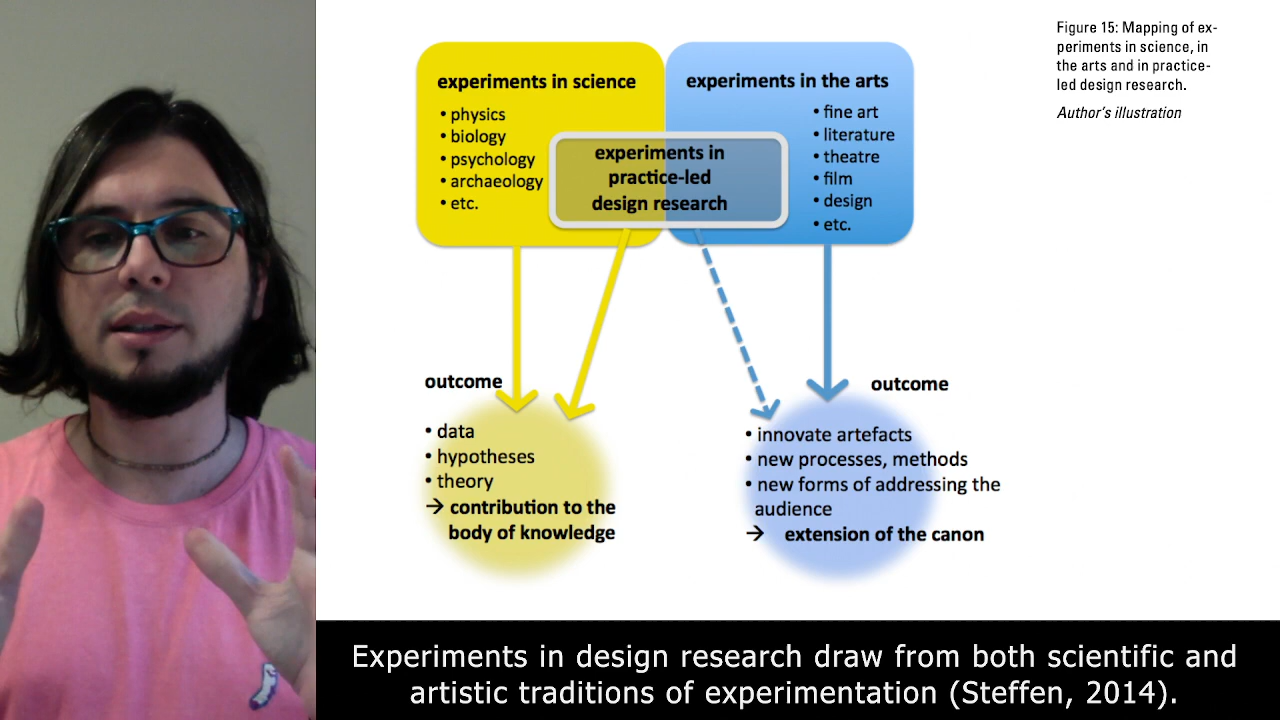 Figure 15: Mapping of ex-
periments in science, in
the arts and in practice-
led design research.
Author's illustration
experiments in science
• physics
• biology
• psychology
• archaeology
• etc.
experiments in the arts
• fine art
• literature
• theatre
• film
• design
• etc.
experiments in
practice-led
design research
outcome
• data
• hypotheses
• theory
→ contribution to the
body of knowledge
outcome
• innovate artefacts
• new processes, methods
• new forms of addressing the
audience
→ extension of the canon
Experiments in design research draw from both scientific and
artistic traditions of experimentation (Steffen, 2014).